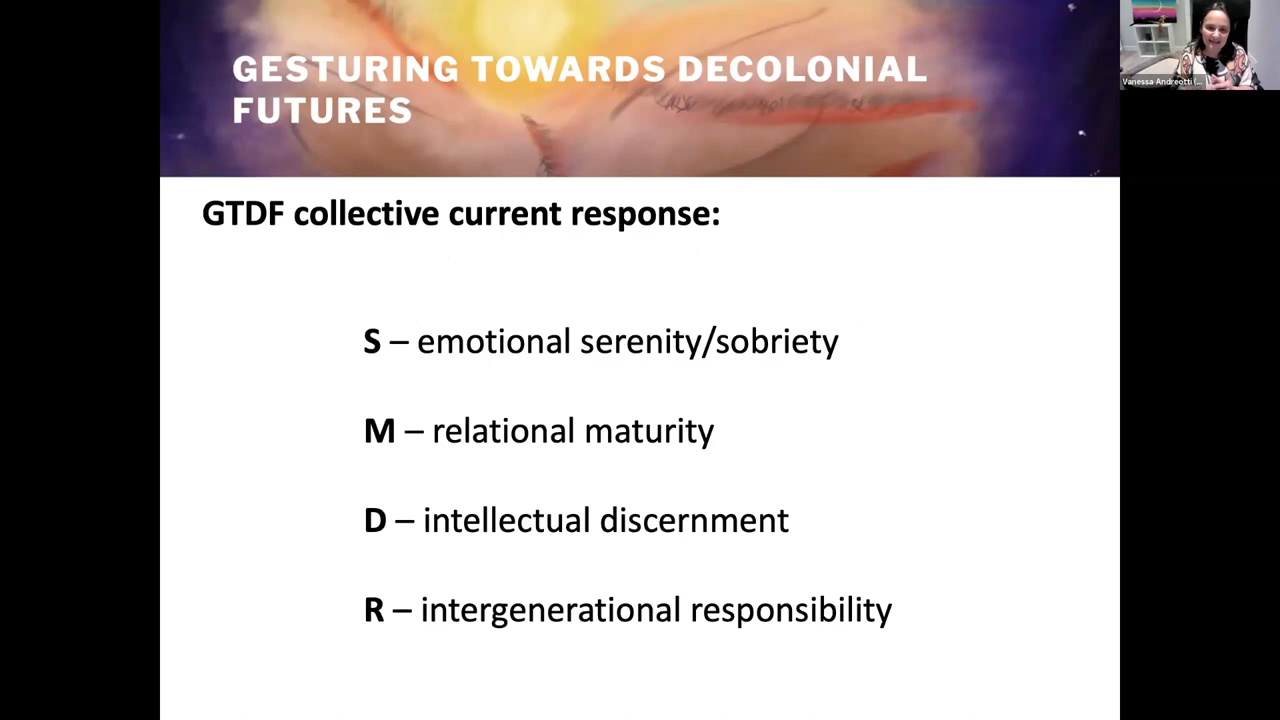 GESTURING TOWARDS DECOLONIAL
FUTURES
Vanessa Andreotti (...
GTDF collective current response:
S – emotional serenity/sobriety
M – relational maturity
D – intellectual discernment
R – intergenerational responsibility